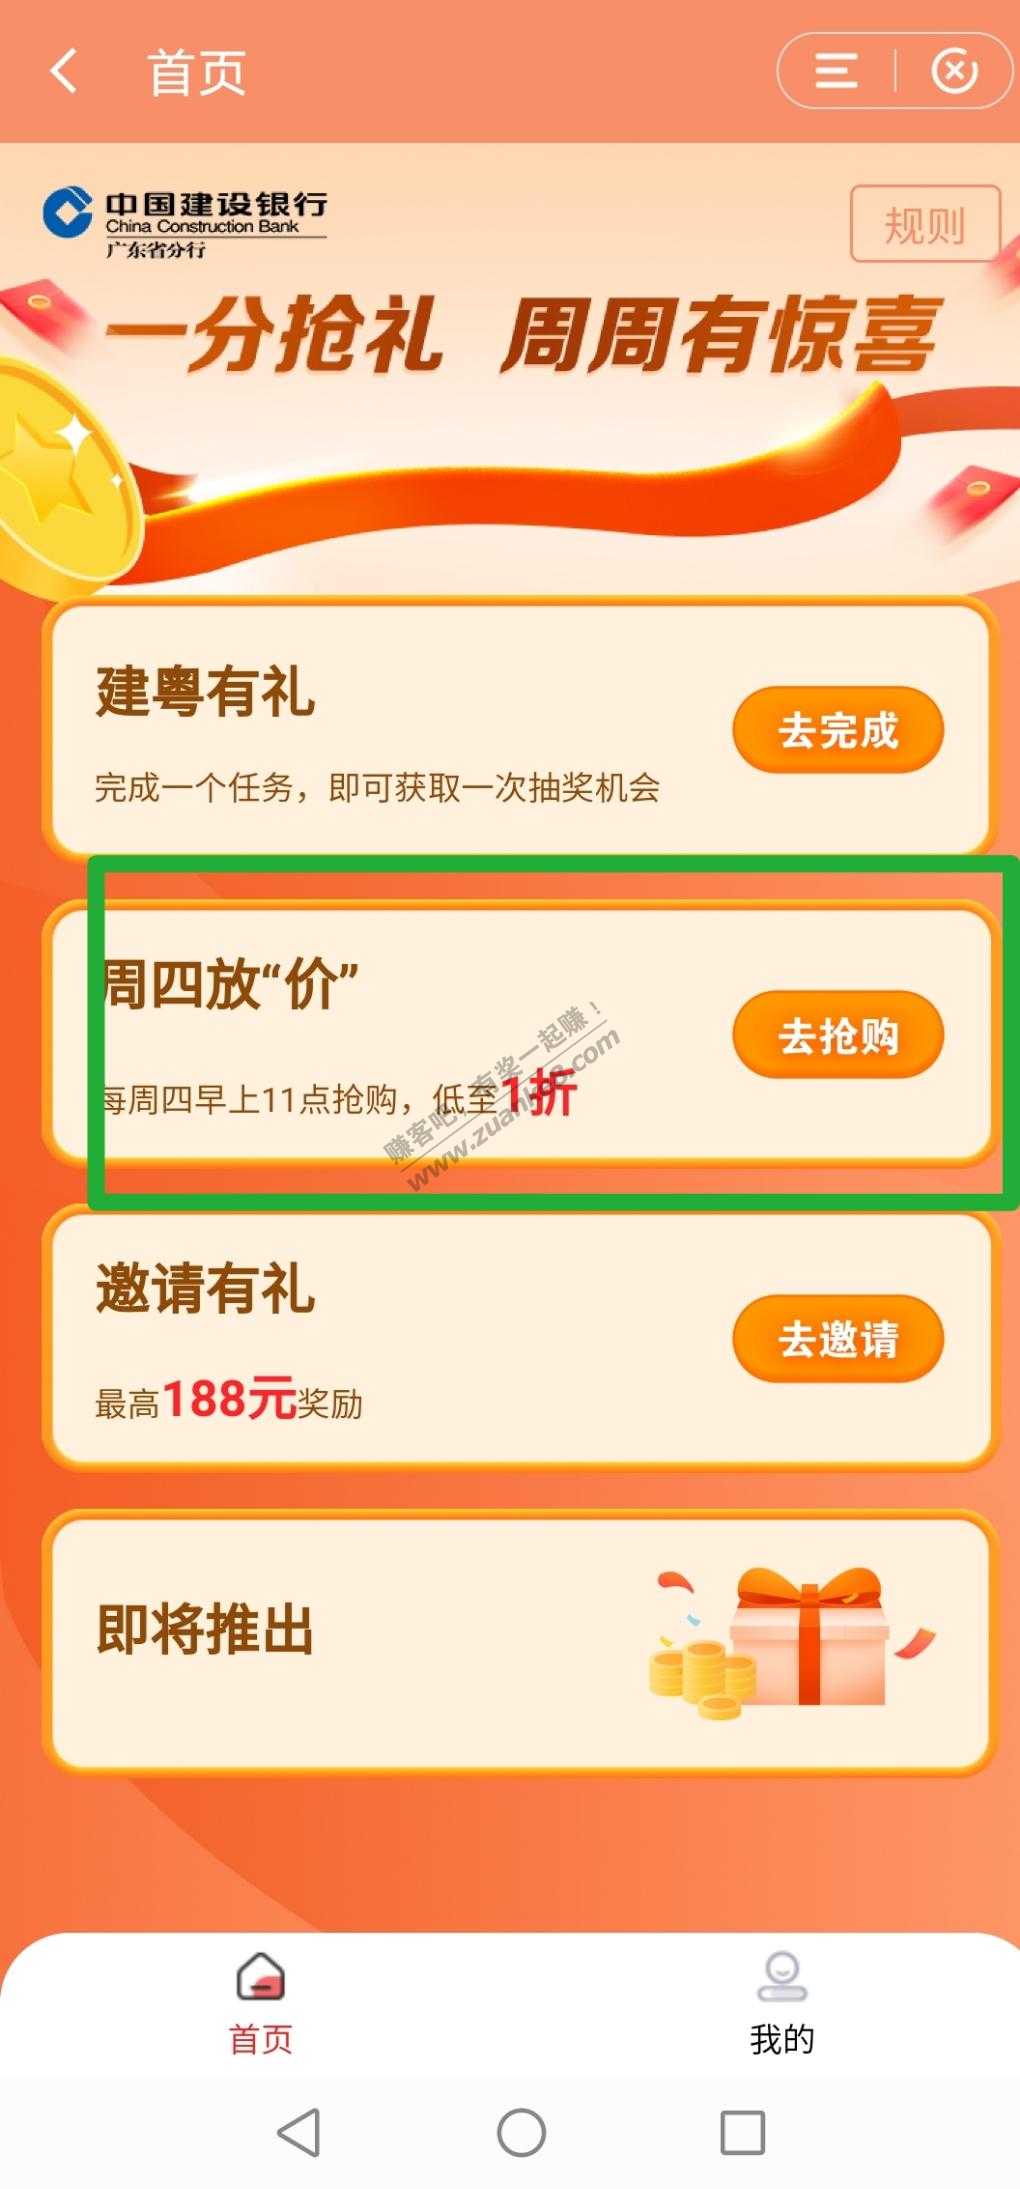 首页
中国建设银行
China Construction Bank
广东省分行
规则
一分抢礼 周周有惊喜
建粤有礼
去完成
完成一个任务，即可获取一次抽奖机会
周四放“价”
去抢购
每周四早上11点抢购，低至1折
赚客吧，有奖一起赚！
www.zuanke8.com
邀请有礼
去邀请
最高188元奖励
即将推出
首页
我的